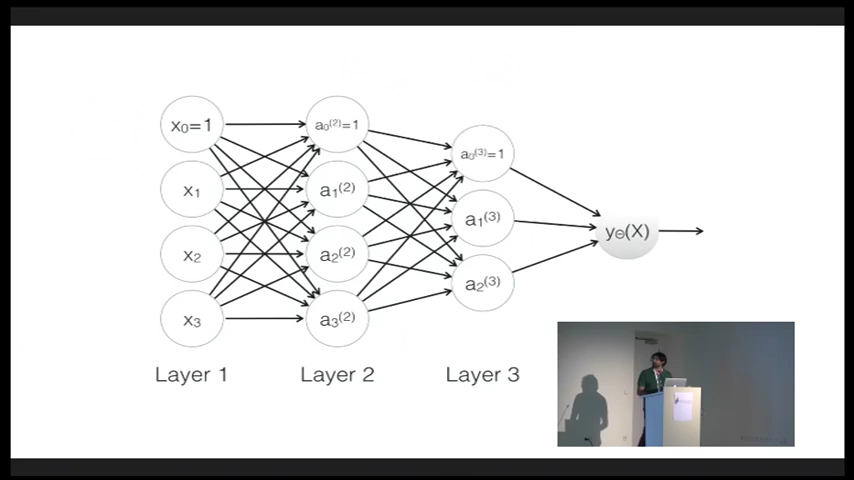 x₀=1
a₀⁽²⁾=1
a₀⁽³⁾=1
x₁
a₁⁽²⁾
a₁⁽³⁾
yΘ(X)
x₂
a₂⁽²⁾
a₂⁽³⁾
x₃
a₃⁽²⁾
Layer 1
Layer 2
Layer 3